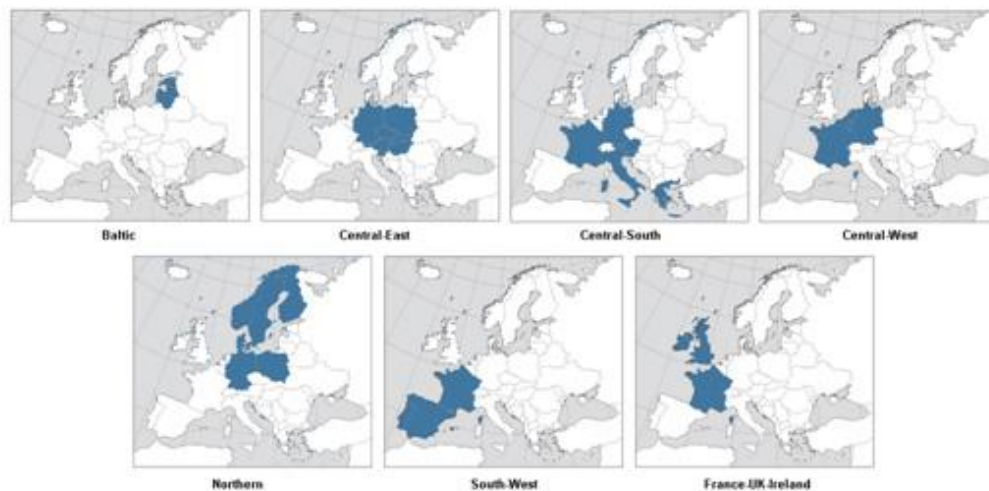 Baltic
Central-East
Central-South
Central-West
Northern
South-West
France-UK-Ireland